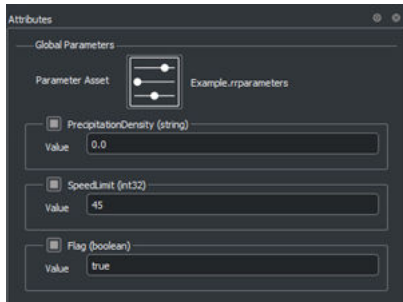 Attributes
Global Parameters
Parameter Asset
Example.rrparameters
PrecipitationDensity (string)
Value 0.0
SpeedLimit (int32)
Value 45
Flag (boolean)
Value true